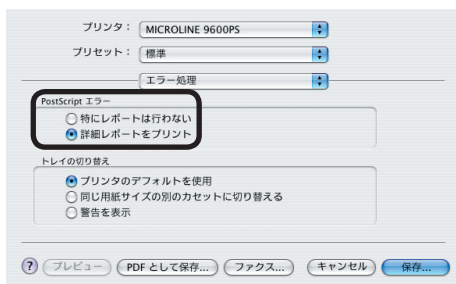 プリンタ： MICROLINE 9600PS
プリセット： 標準
エラー処理
PostScript エラー
特にレポートは行わない
詳細レポートをプリント
トレイの切り替え
プリンタのデフォルトを使用
同じ用紙サイズの別のカセットに切り替える
警告を表示
? プレビュー PDF として保存... ファクス... キャンセル 保存...